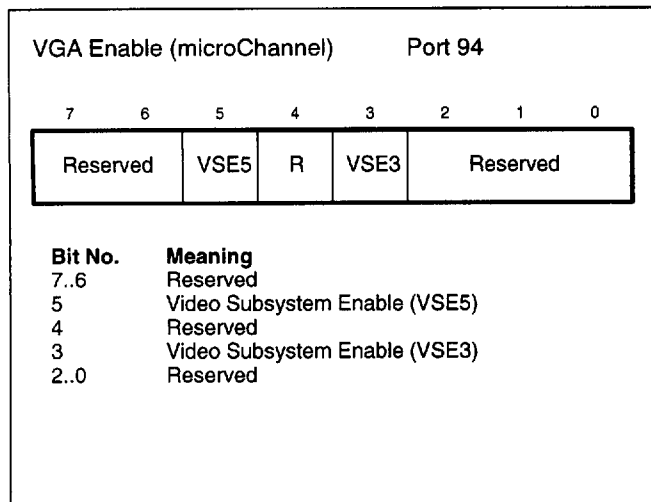 VGA Enable (microChannel) Port 94
7 6 5 4 3 2 1 0
Reserved VSE5 R VSE3 Reserved
Bit No. Meaning
7..6 Reserved
5 Video Subsystem Enable (VSE5)
4 Reserved
3 Video Subsystem Enable (VSE3)
2..0 Reserved